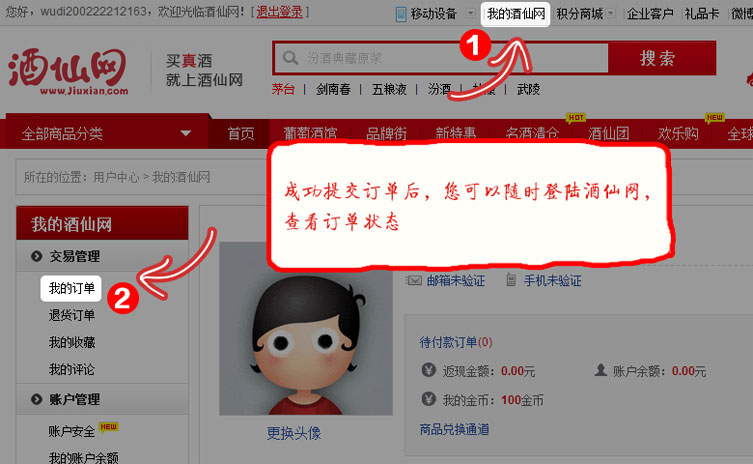 您好，wudi200222212163，欢迎光临酒仙网！[ 退出登录 ] 移动设备 我的酒仙网 积分商城 企业客户 礼品卡 微博
1
酒仙网
www.Jiuxian.com
买真酒
就上酒仙网
汾酒典藏原浆 搜索
茅台 剑南春 五粮液 汾酒 武陵
HOT NEW
全部商品分类 首页 葡萄酒馆 品牌街 新特惠 名酒清仓 酒仙团 欢乐购 全球
所在的位置：用户中心 > 我的酒仙网
成功提交订单后，您可以随时登陆酒仙网，
查看订单状态
我的酒仙网
交易管理
我的订单
2
退货订单
我的收藏
我的评论
账户管理
账户安全 NEW
我的账户余额
更换头像
邮箱未验证 手机未验证
待付款订单(0)
返现金额：0.00元 账户余额：0.00元
我的金币：100金币
商品兑换通道